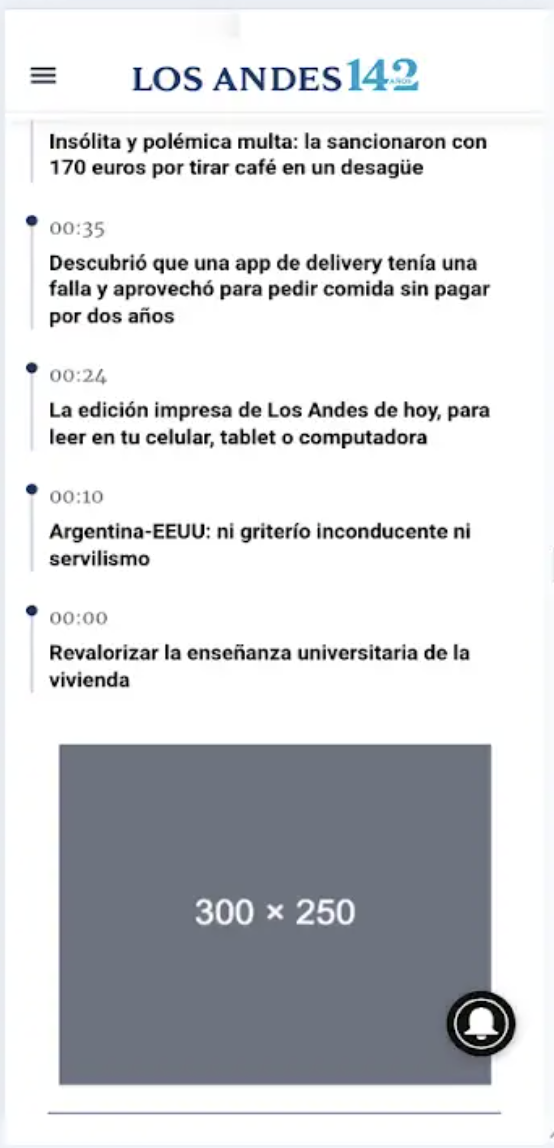 LOS ANDES 142 AÑOS
Insólita y polémica multa: la sancionaron con
170 euros por tirar café en un desagüe
00:35
Descubrió que una app de delivery tenía una
falla y aprovechó para pedir comida sin pagar
por dos años
00:24
La edición impresa de Los Andes de hoy, para
leer en tu celular, tablet o computadora
00:10
Argentina-EEUU: ni griterío inconducente ni
servilismo
00:00
Revalorizar la enseñanza universitaria de la
vivienda
300 × 250